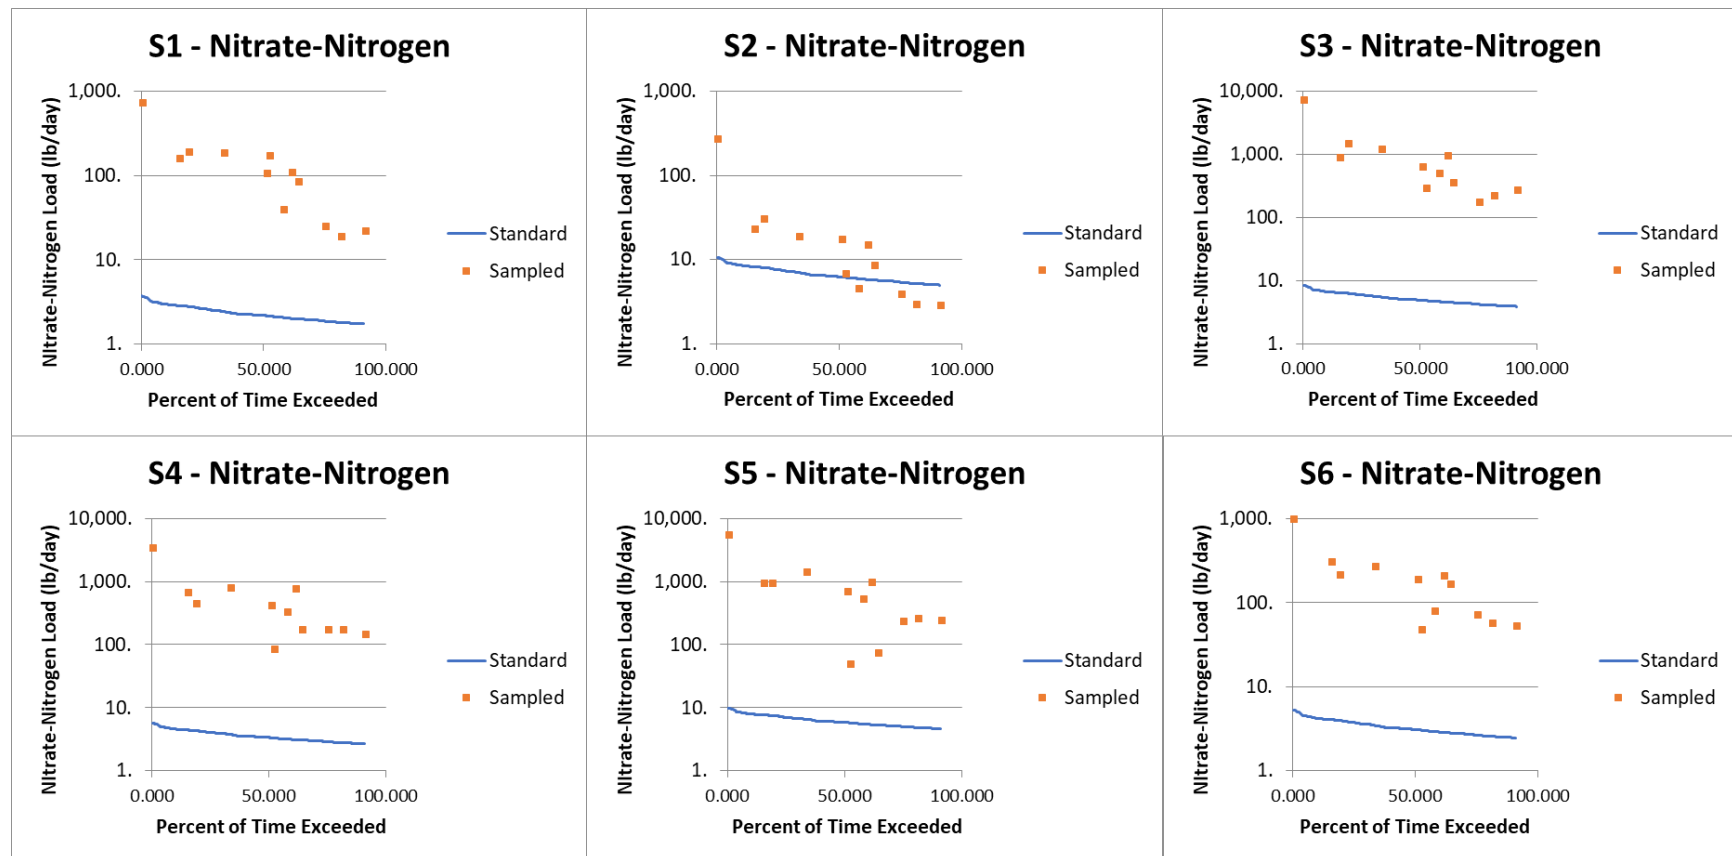 S1 - Nitrate-Nitrogen
NItrate-Nitrogen Load (lb/day)
1,000.
100.
10.
1.
0.000 50.000 100.000
Percent of Time Exceeded
Standard
Sampled
S2 - Nitrate-Nitrogen
NItrate-Nitrogen Load (lb/day)
1,000.
100.
10.
1.
0.000 50.000 100.000
Percent of Time Exceeded
Standard
Sampled
S3 - Nitrate-Nitrogen
NItrate-Nitrogen Load (lb/day)
10,000.
1,000.
100.
10.
1.
0.000 50.000 100.000
Percent of Time Exceeded
Standard
Sampled
S4 - Nitrate-Nitrogen
NItrate-Nitrogen Load (lb/day)
10,000.
1,000.
100.
10.
1.
0.000 50.000 100.000
Percent of Time Exceeded
Standard
Sampled
S5 - Nitrate-Nitrogen
NItrate-Nitrogen Load (lb/day)
10,000.
1,000.
100.
10.
1.
0.000 50.000 100.000
Percent of Time Exceeded
Standard
Sampled
S6 - Nitrate-Nitrogen
NItrate-Nitrogen Load (lb/day)
1,000.
100.
10.
1.
0.000 50.000 100.000
Percent of Time Exceeded
Standard
Sampled